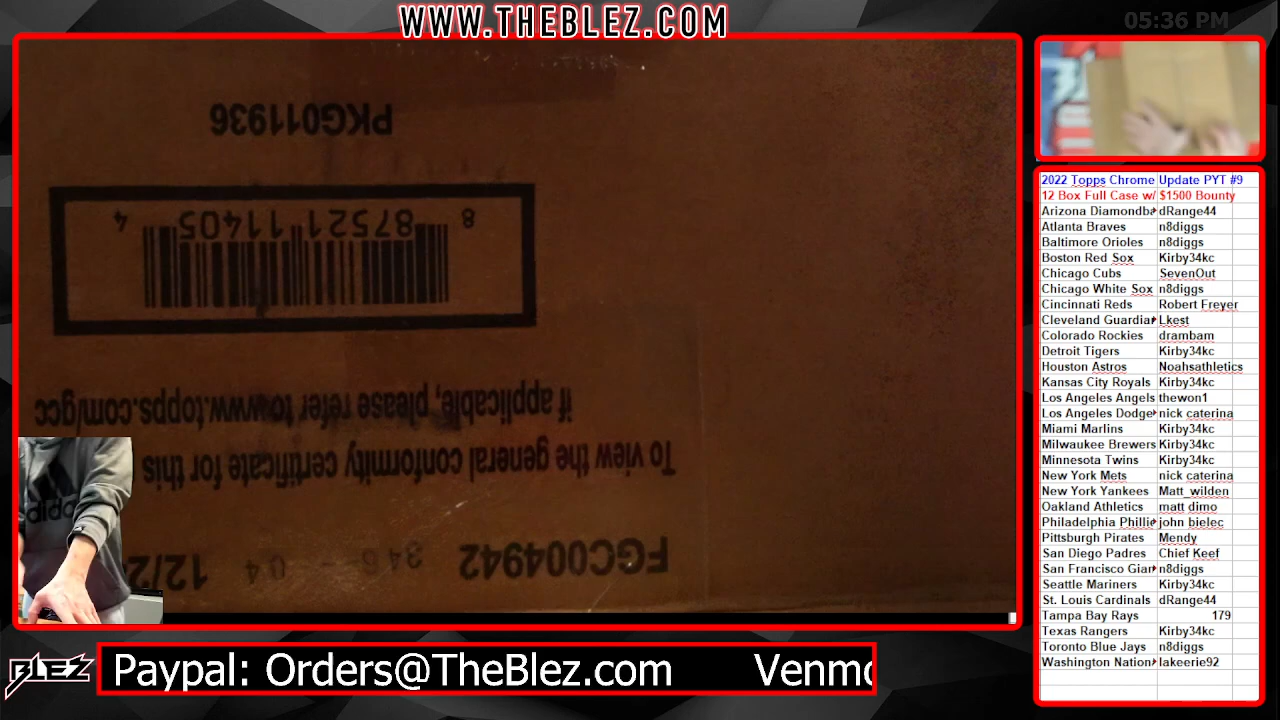 WWW.THEBLEZ.COM
05:36 PM
PKG011936
8 87521 11405 4
if applicable, please refer to www.topps.com/gcc
To view the general conformity certificate for this
FGC004942
04
12/2
adidas
2022 Topps Chrome Update PYT #9
12 Box Full Case w/ $1500 Bounty
Arizona Diamondba dRange44
Atlanta Braves n8diggs
Baltimore Orioles n8diggs
Boston Red Sox Kirby34kc
Chicago Cubs SevenOut
Chicago White Sox n8diggs
Cincinnati Reds Robert Freyer
Cleveland Guardian Lkest
Colorado Rockies drambam
Detroit Tigers Kirby34kc
Houston Astros Noahsathletics
Kansas City Royals Kirby34kc
Los Angeles Angels thewon1
Los Angeles Dodge nick caterina
Miami Marlins Kirby34kc
Milwaukee Brewers Kirby34kc
Minnesota Twins Kirby34kc
New York Mets nick caterina
New York Yankees Matt_wilden
Oakland Athletics matt dimo
Philadelphia Phillie john bielec
Pittsburgh Pirates Mendy
San Diego Padres Chief Keef
San Francisco Gian n8diggs
Seattle Mariners Kirby34kc
St. Louis Cardinals dRange44
Tampa Bay Rays 179
Texas Rangers Kirby34kc
Toronto Blue Jays n8diggs
Washington Nation lakeerie92
BLEZ
Paypal: Orders@TheBlez.com Venmo